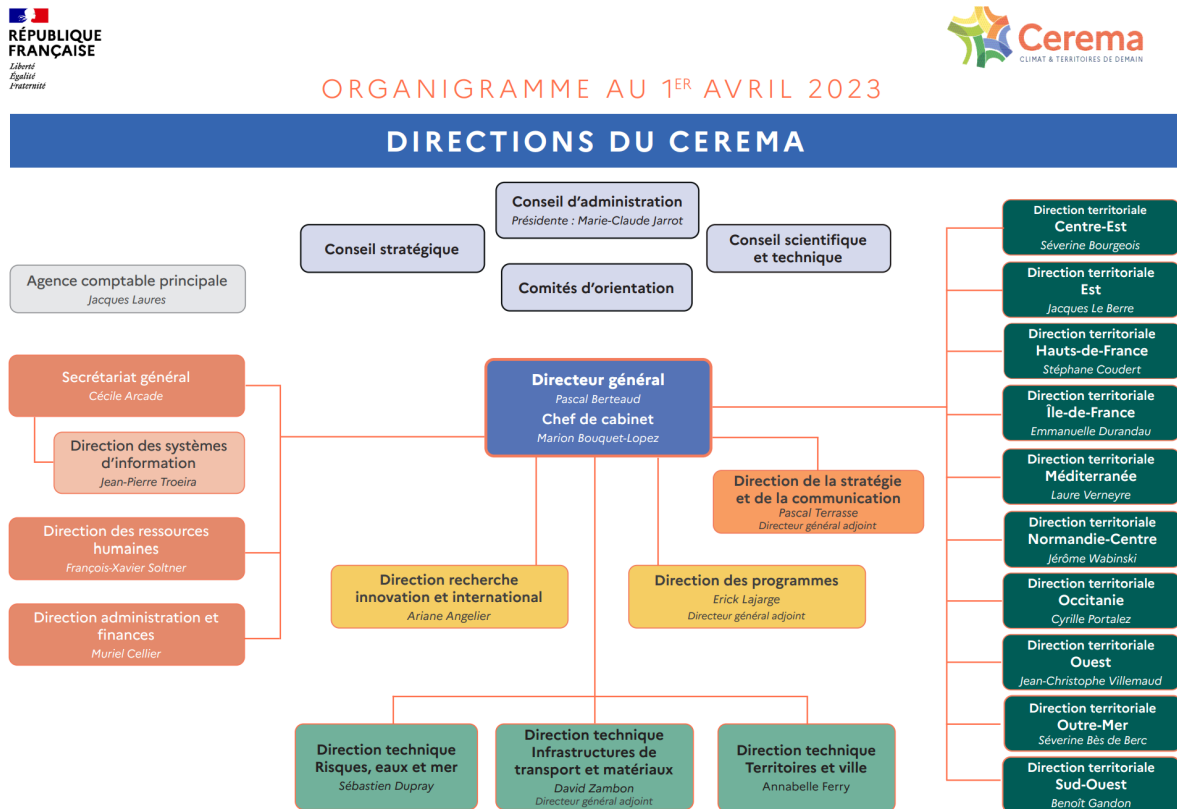 RÉPUBLIQUE
FRANÇAISE
Liberté
Égalité
Fraternité
Cerema
CLIMAT & TERRITOIRES DE DEMAIN
ORGANIGRAMME AU 1ER AVRIL 2023
DIRECTIONS DU CEREMA
Conseil d'administration
Présidente : Marie-Claude Jarrot
Conseil stratégique
Conseil scientifique
et technique
Comités d'orientation
Agence comptable principale
Jacques Laures
Secrétariat général
Cécile Arcade
Direction des systèmes
d'information
Jean-Pierre Troeira
Direction des ressources
humaines
François-Xavier Soltner
Direction administration et
finances
Muriel Cellier
Directeur général
Pascal Berteaud
Chef de cabinet
Marion Bouquet-Lopez
Direction de la stratégie
et de la communication
Pascal Terrasse
Directeur général adjoint
Direction recherche
innovation et international
Ariane Angelier
Direction des programmes
Erick Lajarge
Directeur général adjoint
Direction technique
Risques, eaux et mer
Sébastien Dupray
Direction technique
Infrastructures de
transport et matériaux
David Zambon
Directeur général adjoint
Direction technique
Territoires et ville
Annabelle Ferry
Direction territoriale
Centre-Est
Séverine Bourgeois
Direction territoriale
Est
Jacques Le Berre
Direction territoriale
Hauts-de-France
Stéphane Coudert
Direction territoriale
Île-de-France
Emmanuelle Durandau
Direction territoriale
Méditerranée
Laure Verneyre
Direction territoriale
Normandie-Centre
Jérôme Wabinski
Direction territoriale
Occitanie
Cyrille Portalez
Direction territoriale
Ouest
Jean-Christophe Villemaud
Direction territoriale
Outre-Mer
Séverine Bès de Berc
Direction territoriale
Sud-Ouest
Benoît Gandon